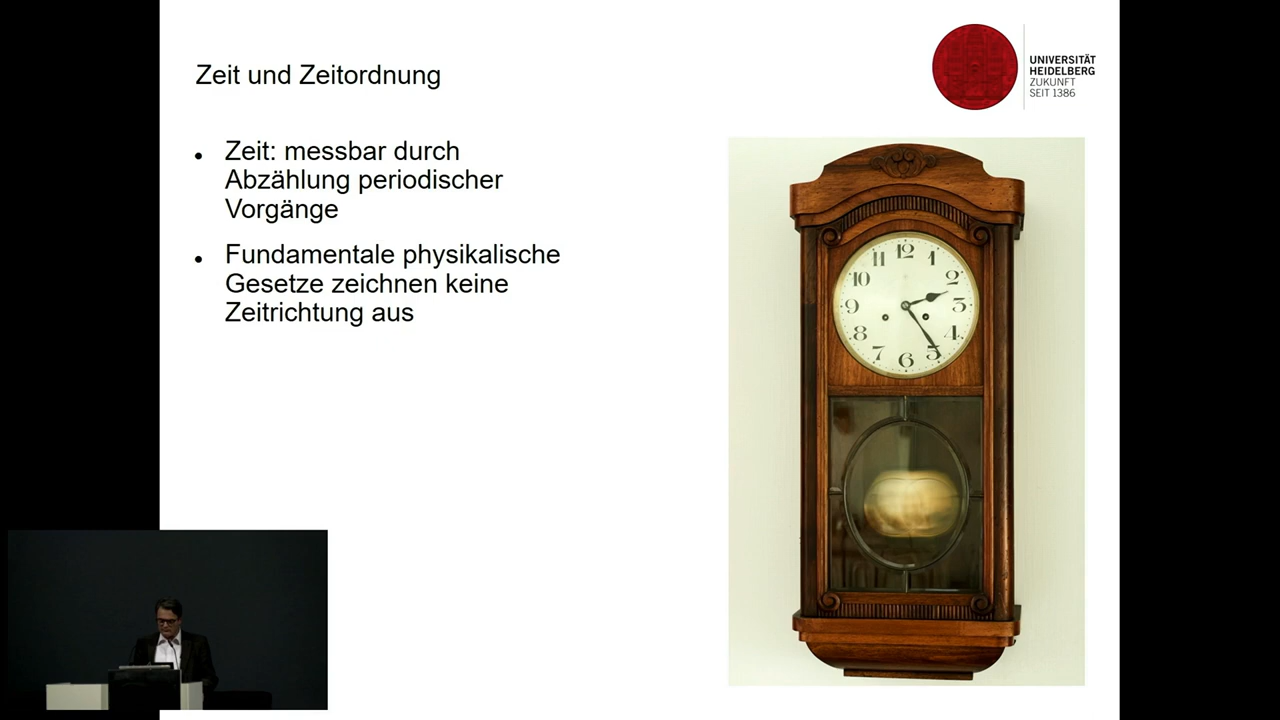 Zeit und Zeitordnung
UNIVERSITÄT
HEIDELBERG
ZUKUNFT
SEIT 1386
Zeit: messbar durch
Abzählung periodischer
Vorgänge
Fundamentale physikalische
Gesetze zeichnen keine
Zeitrichtung aus
12
11 1
10 2
9 3
8 4
7 5
6